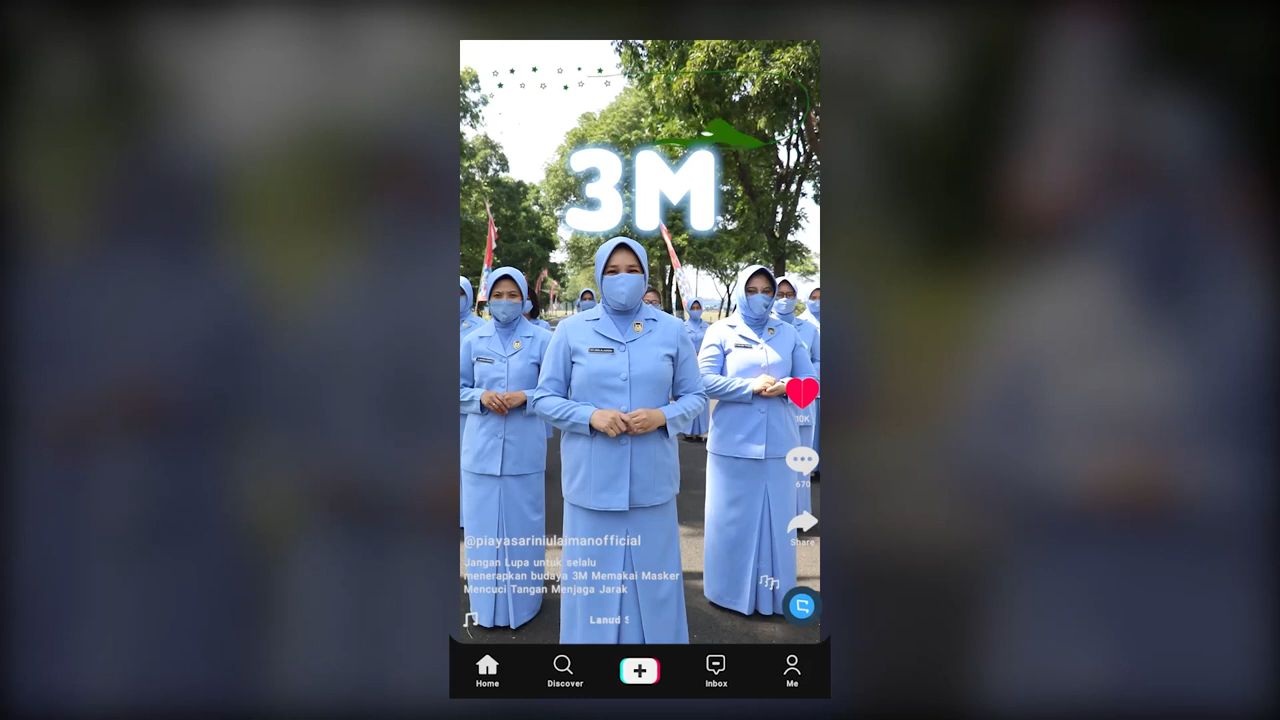 3M
10K
670
Share
@piayasariniulaimanofficial
Jangan Lupa untuk selalu
menerapkan budaya 3M Memakai Masker
Mencuci Tangan Menjaga Jarak
Lanud S
Home
Discover
Inbox
Me